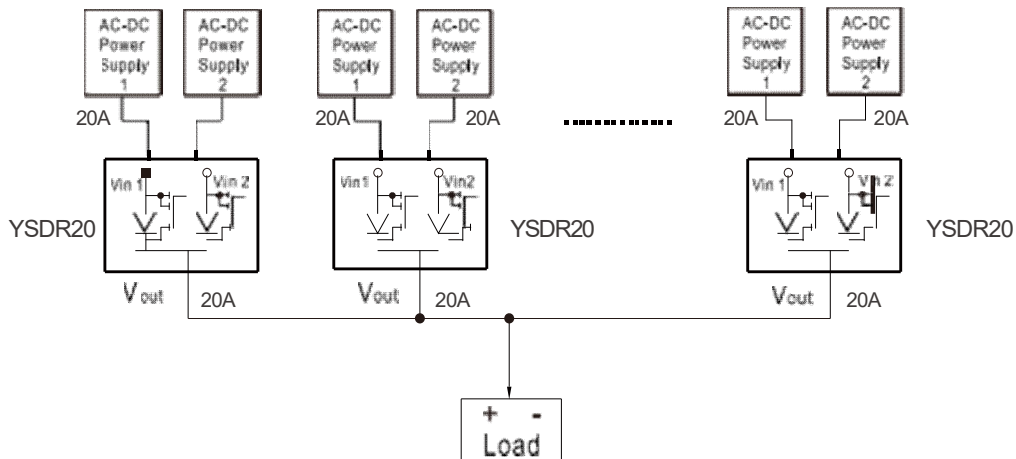 AC-DC
Power
Supply
1
AC-DC
Power
Supply
2
AC-DC
Power
Supply
1
AC-DC
Power
Supply
2
AC-DC
Power
Supply
1
AC-DC
Power
Supply
2
20A
20A
20A
20A
20A
Vin 1
Vin 2
Vin1
Vin2
Vin 1
Vin 2
YSDR20
YSDR20
YSDR20
Vout
20A
Vout
20A
Vout
20A
+ -
Load